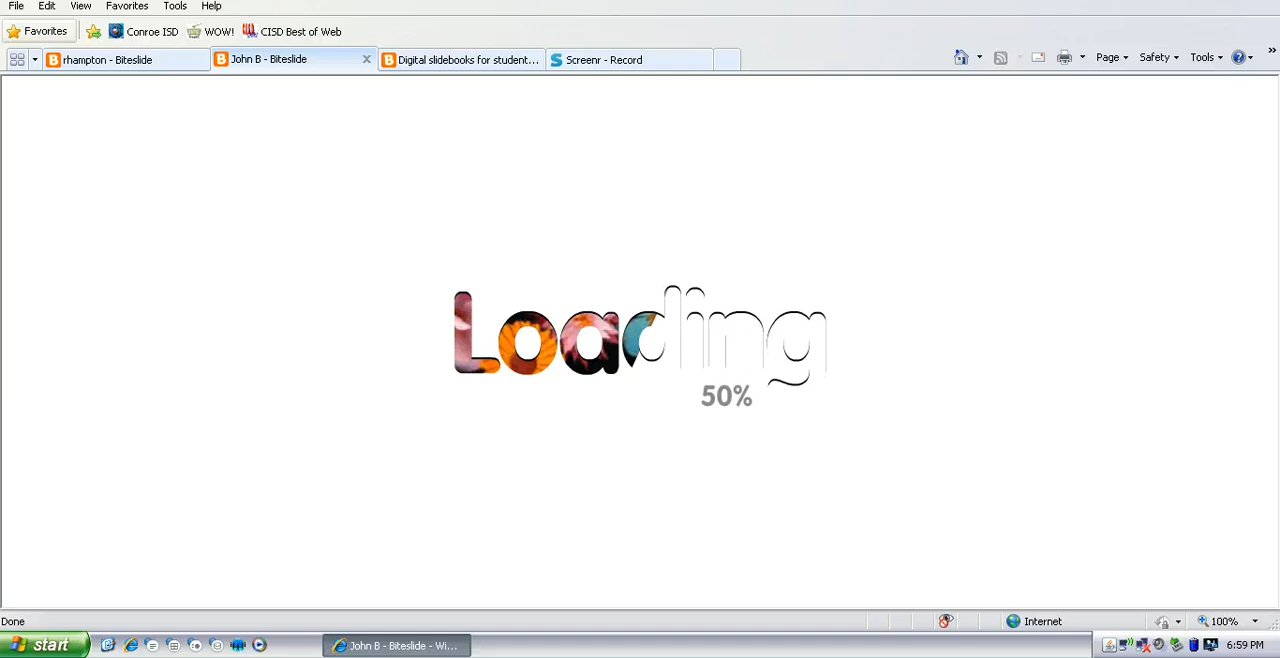 File Edit View Favorites Tools Help
Favorites Conroe ISD WOW! CISD Best of Web
rhampton - Biteslide John B - Biteslide Digital slidebooks for student... Screenr - Record Page Safety Tools
Loading
50%
Done Internet 100%
start John B - Biteslide - Wi... 6:59 PM